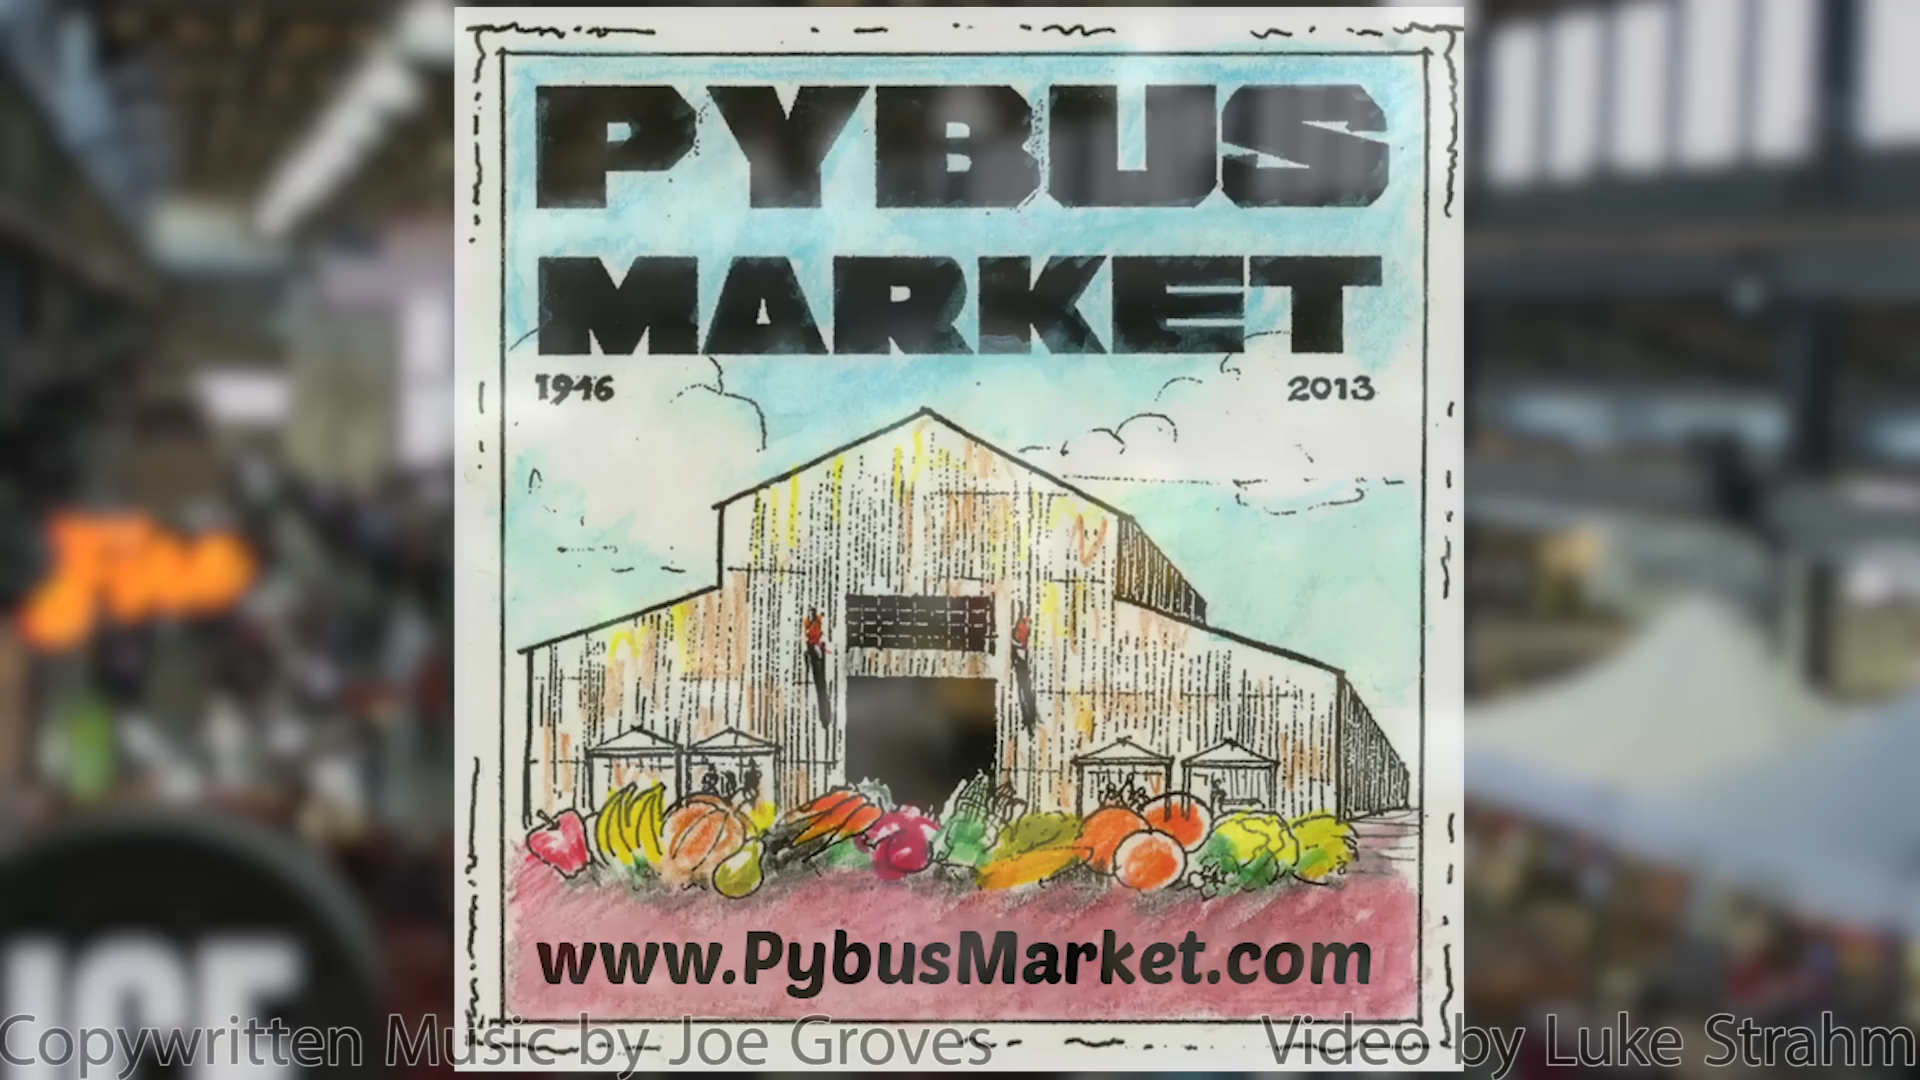 PYBUS
MARKET
1946 2013
www.PybusMarket.com
Copywritten Music by Joe Groves
Video by Luke Strahm